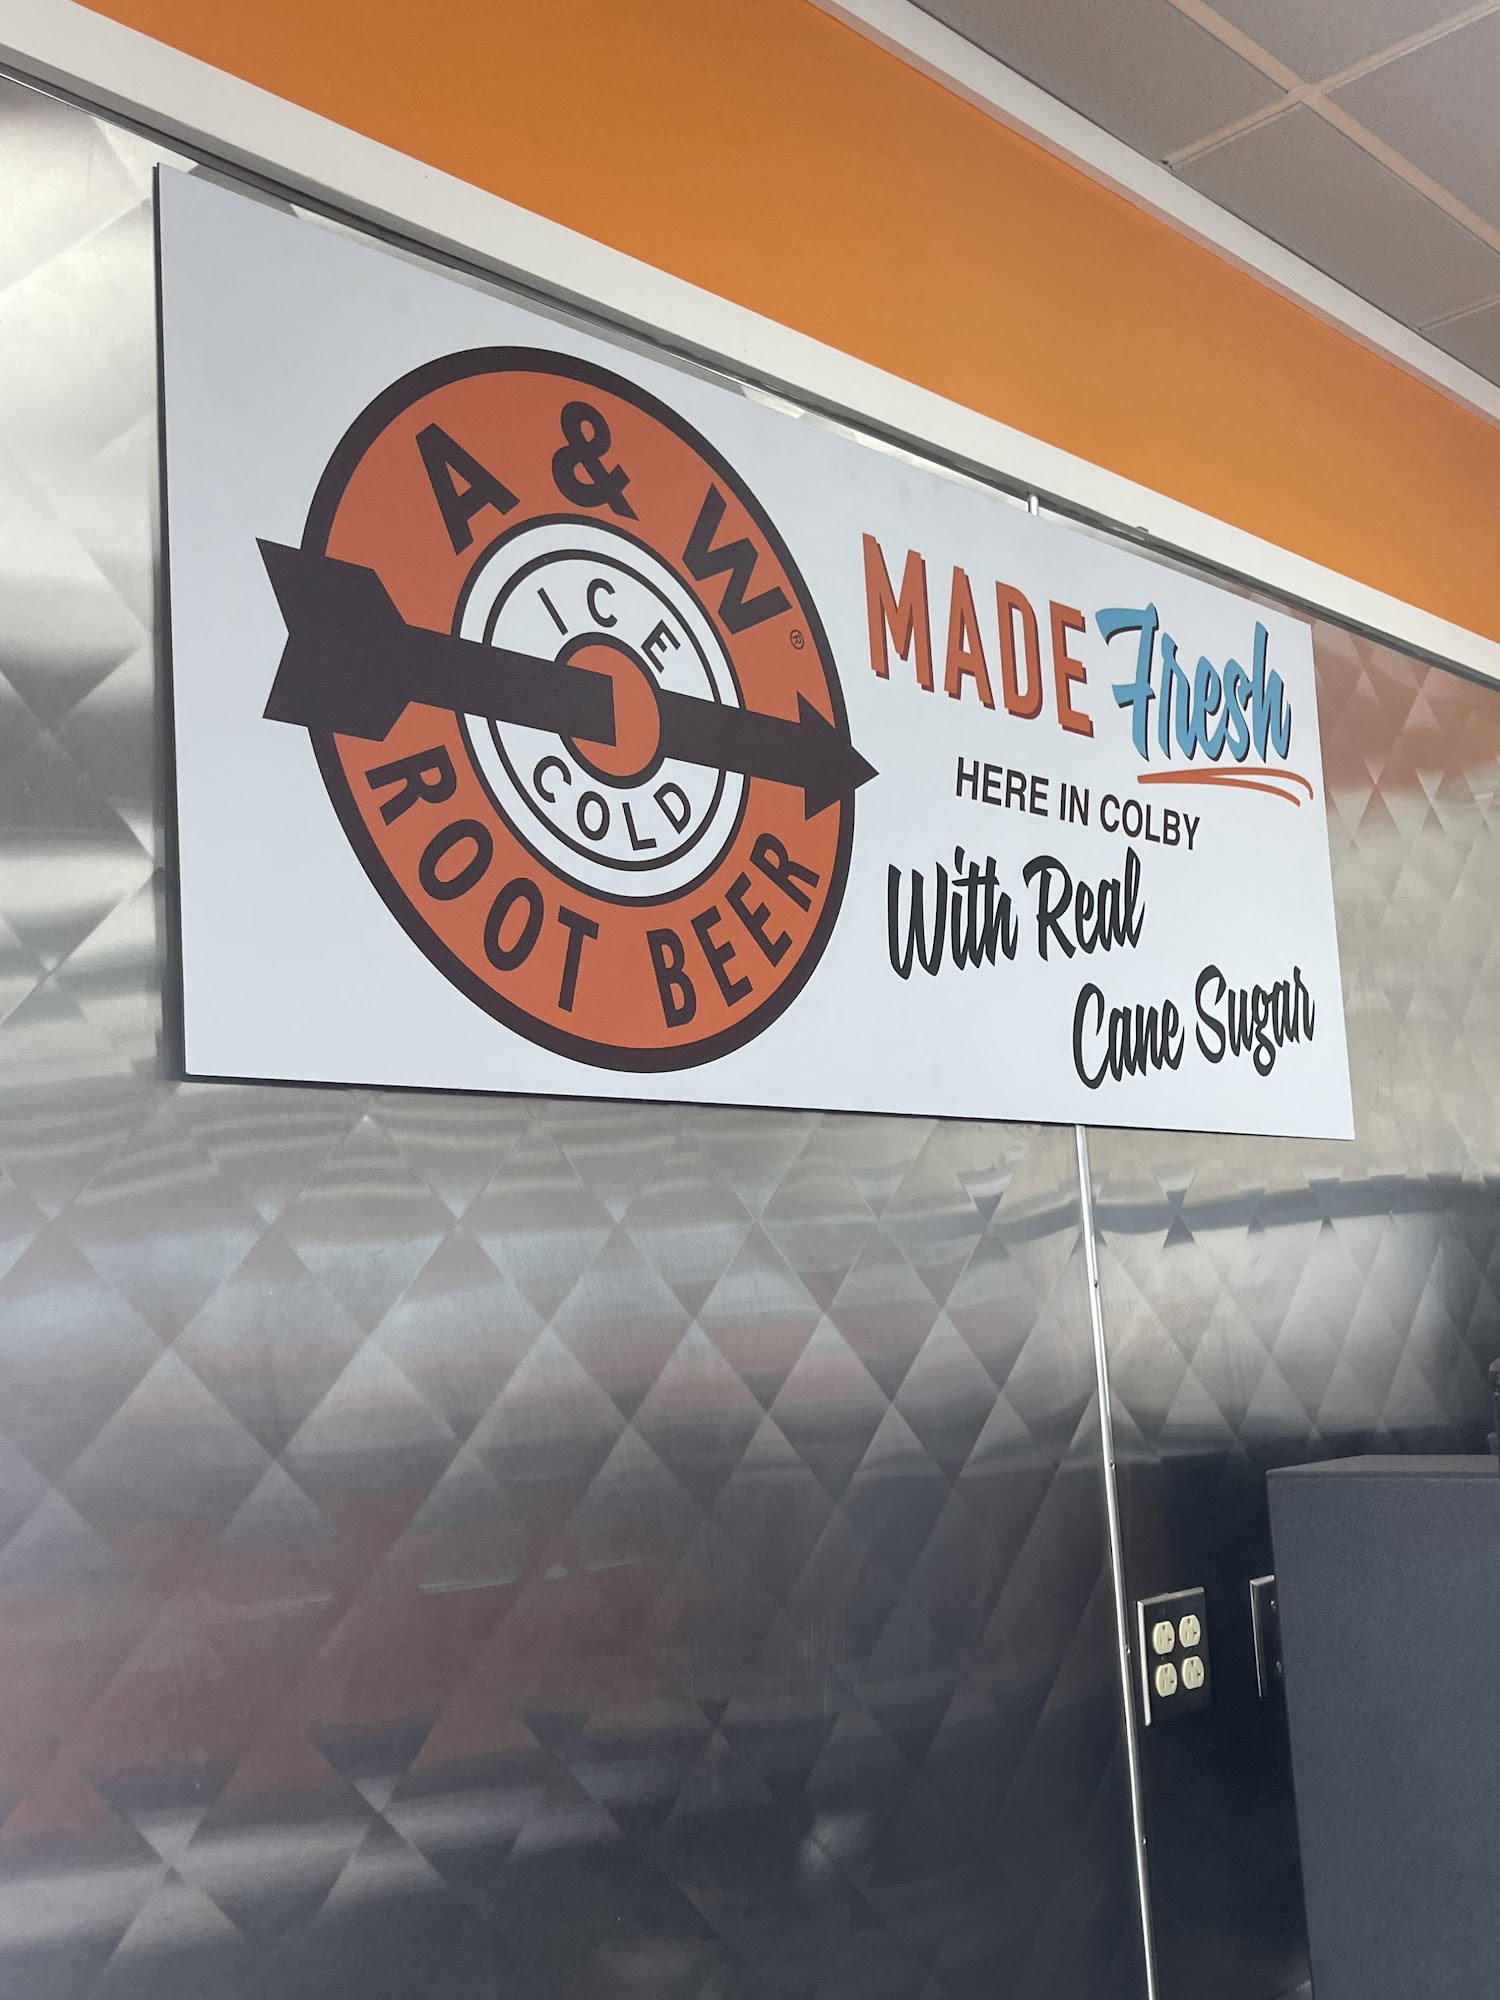 A & W®
ICE
COLD
ROOT BEER
MADE Fresh
HERE IN COLBY
With Real
Cane Sugar